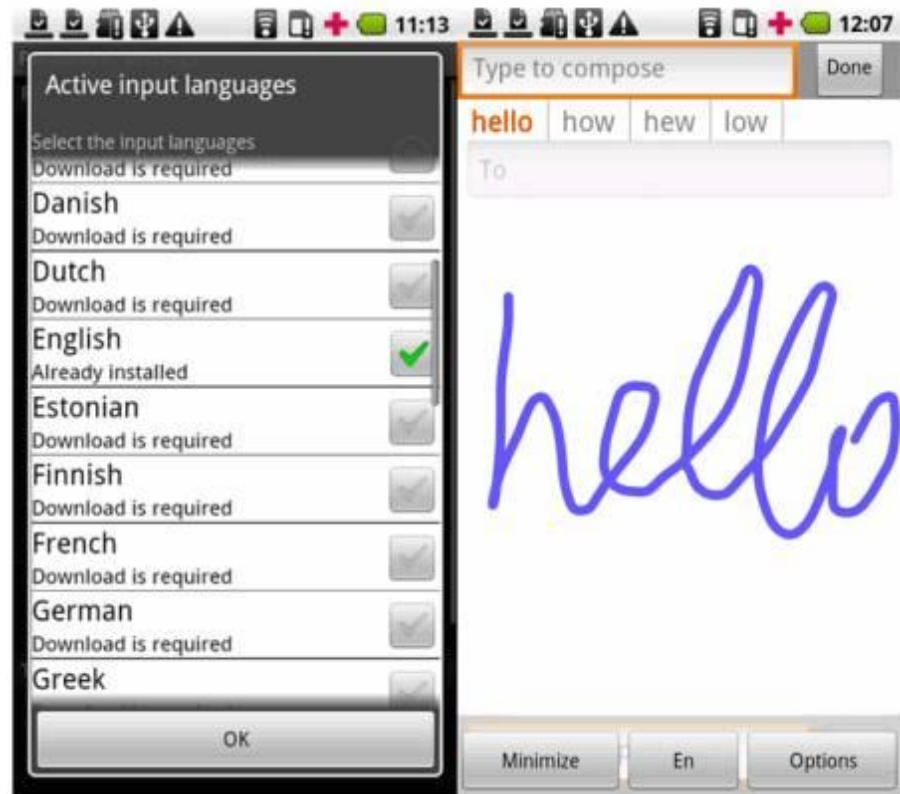 11:13
Active input languages
Select the input languages
Download is required
Danish
Download is required
Dutch
Download is required
English
Already installed
Estonian
Download is required
Finnish
Download is required
French
Download is required
German
Download is required
Greek
OK
12:07
Type to compose
Done
hello how hew low
To
hello
Minimize En Options